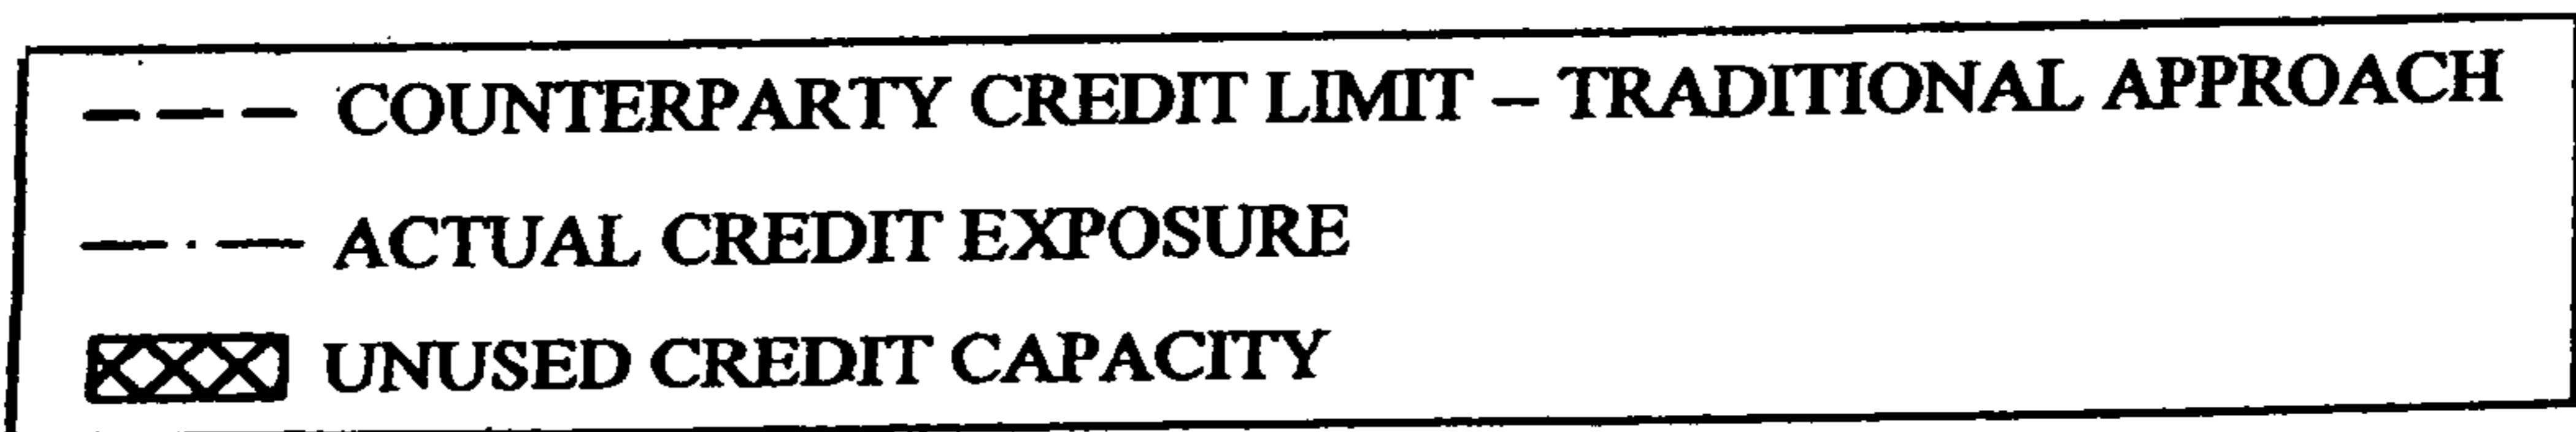 COUNTERPARTY CREDIT LIMIT – TRADITIONAL APPROACH
ACTUAL CREDIT EXPOSURE
UNUSED CREDIT CAPACITY